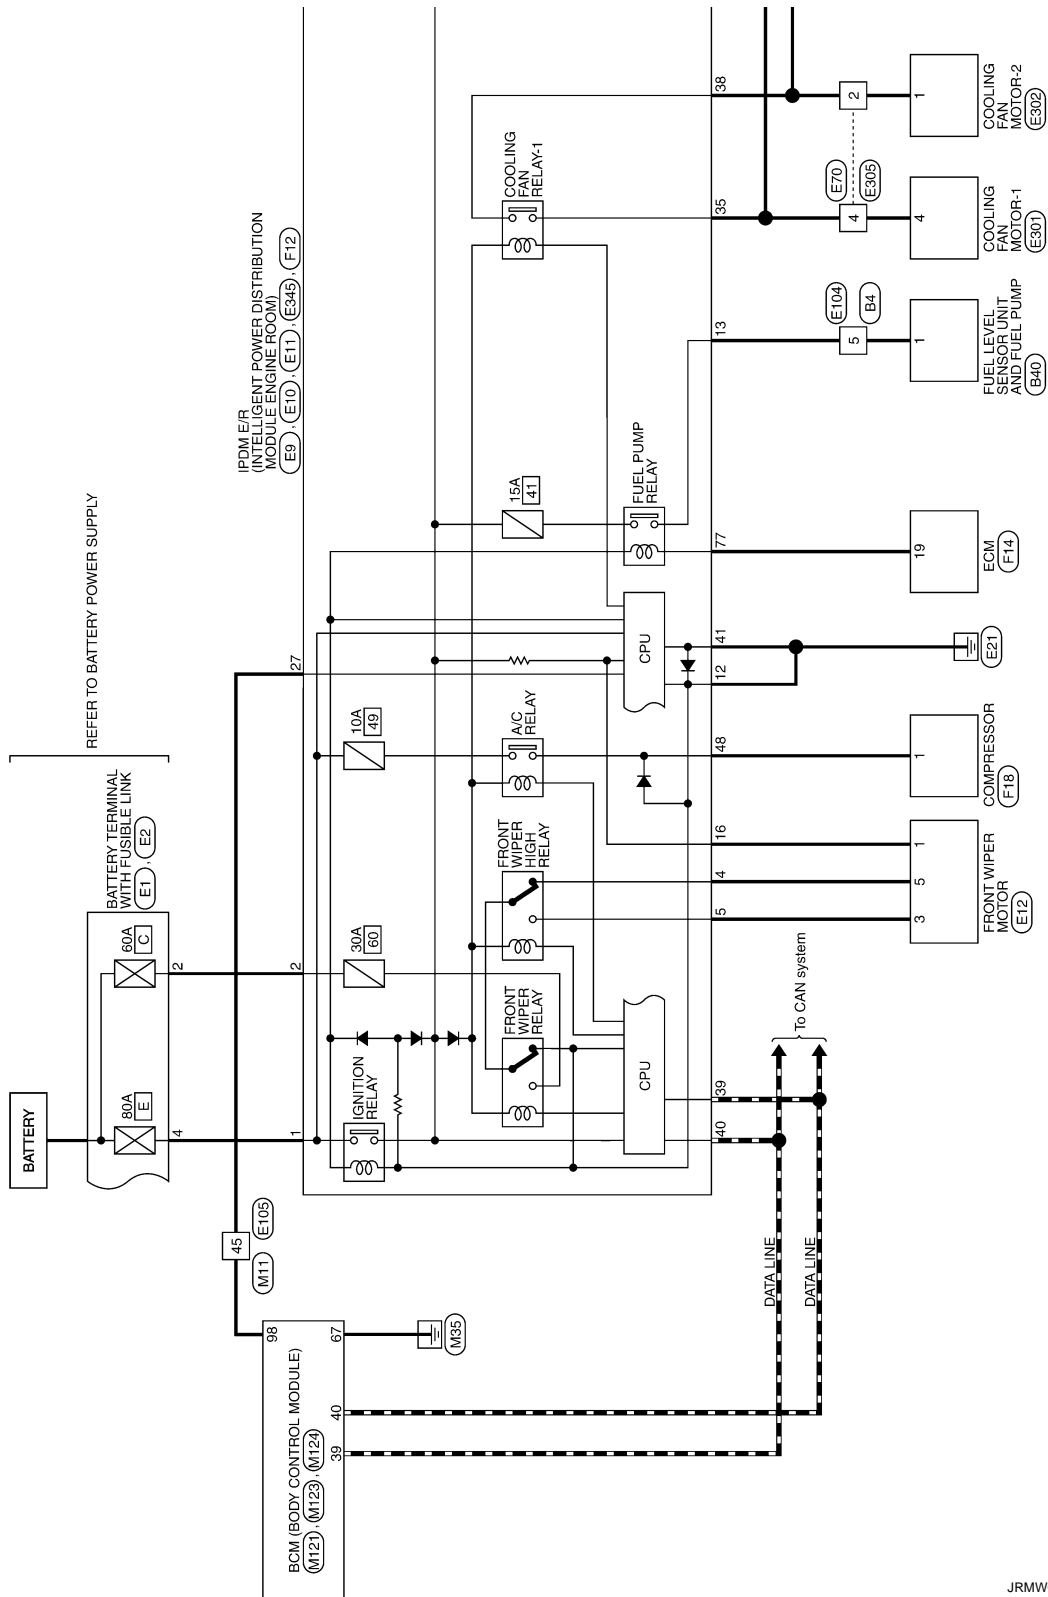 REFER TO BATTERY POWER SUPPLY
BATTERY
BATTERY TERMINAL
WITH FUSIBLE LINK
E1 , E2
80A
E
60A
C
4
2
IPDM E/R
(INTELLIGENT POWER DISTRIBUTION
MODULE ENGINE ROOM)
E9 , E10 , E11 , E345 , F12
1
2
27
45
M11
E105
BCM (BODY CONTROL MODULE)
M121 , M123 , M124
98
67
40
39
M35
IGNITION
RELAY
30A
60
10A
49
FRONT
WIPER
RELAY
FRONT
WIPER
HIGH
RELAY
A/C
RELAY
15A
41
COOLING
FAN
RELAY-1
CPU
CPU
FUEL PUMP
RELAY
40
39
5
4
16
48
12
41
77
13
35
38
DATA LINE
DATA LINE
To CAN system
3
5
1
FRONT WIPER
MOTOR
E12
1
COMPRESSOR
F18
E21
19
ECM
F14
E104
5
B4
1
FUEL LEVEL
SENSOR UNIT
AND FUEL PUMP
B40
E70
4
E305
4
COOLING
FAN
MOTOR-1
E301
2
1
COOLING
FAN
MOTOR-2
E302
JRMW